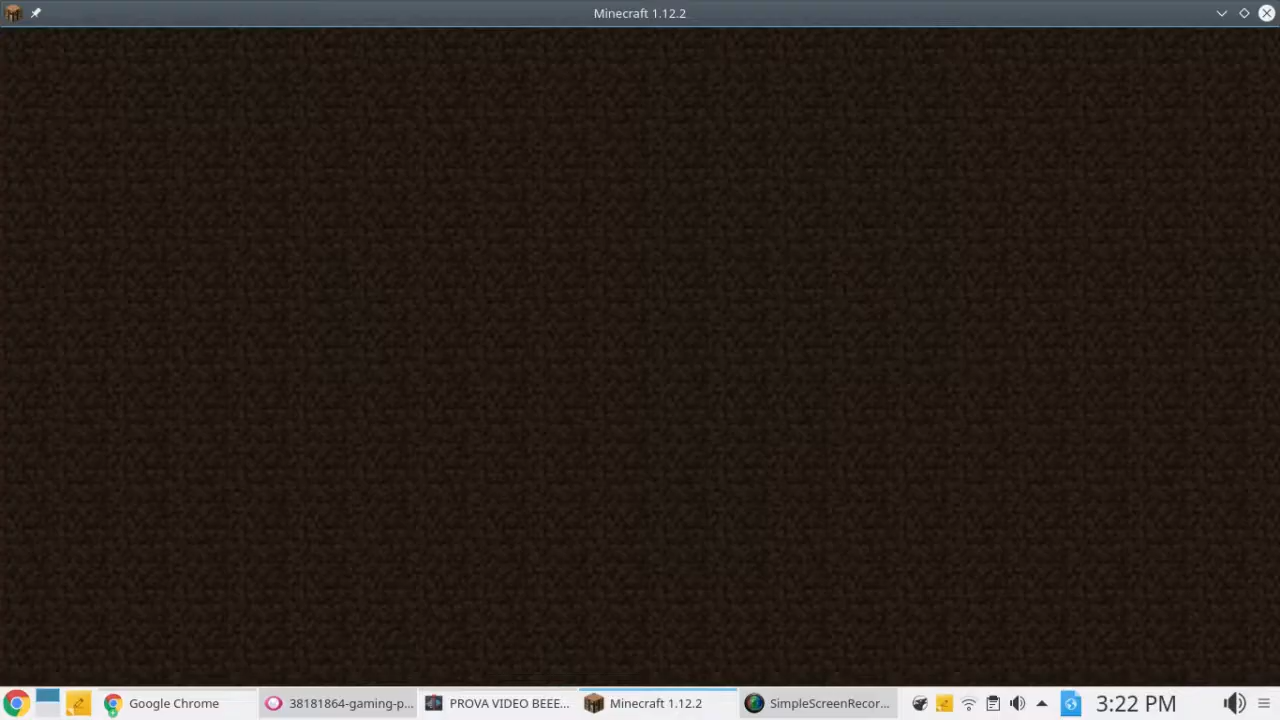 Minecraft 1.12.2
Google Chrome
38181864-gaming-p...
PROVA VIDEO BEEE...
Minecraft 1.12.2
SimpleScreenRecor...
3:22 PM